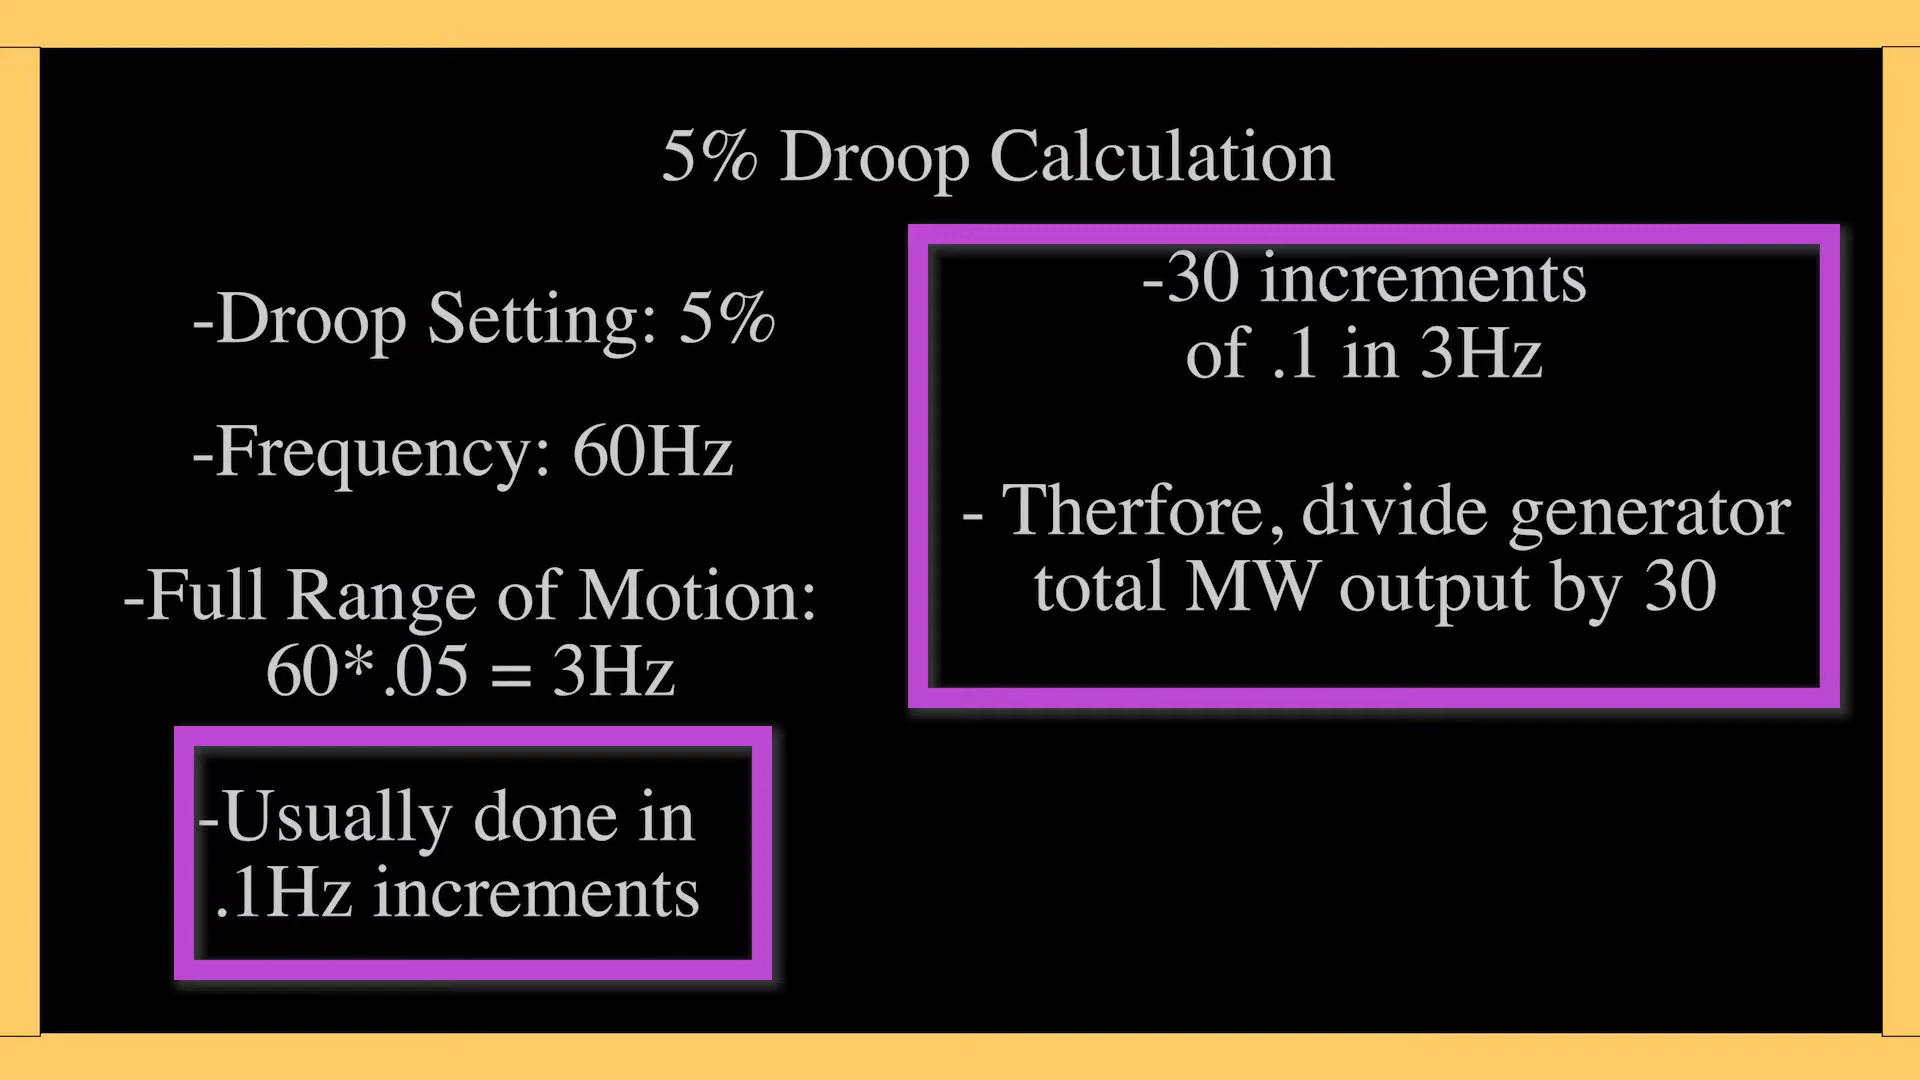 5% Droop Calculation
-Droop Setting: 5%
-Frequency: 60Hz
-Full Range of Motion:
60*.05 = 3Hz
-Usually done in
.1Hz increments
-30 increments
of .1 in 3Hz
- Therfore, divide generator
total MW output by 30